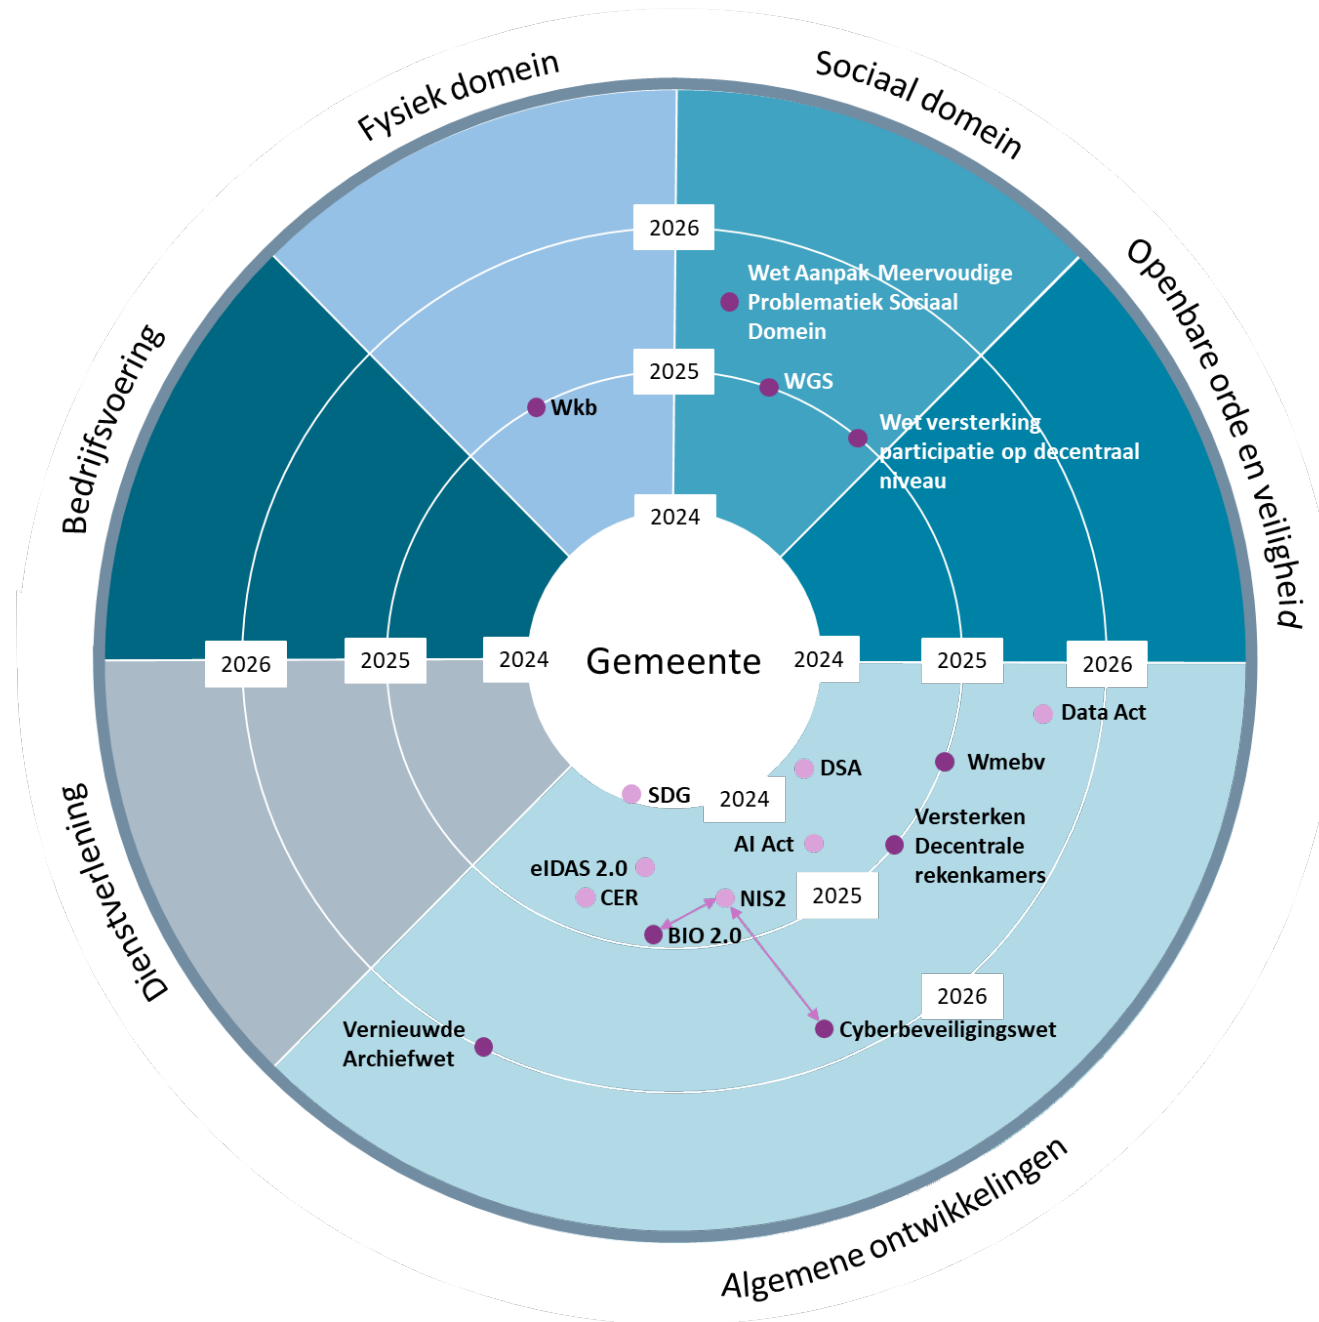 Fysiek domein
Sociaal domein
Openbare orde en veiligheid
Bedrijfsvoering
Dienstverlening
Algemene ontwikkelingen
2026
Wet Aanpak Meervoudige
Problematiek Sociaal
Domein
2025
WGS
Wkb
Wet versterking
participatie op decentraal
niveau
2024
2026
2025
2024
Gemeente
2024
2025
2026
Data Act
Wmebv
DSA
SDG
2024
Versterken
Decentrale
rekenkamers
AI Act
eIDAS 2.0
CER
NIS2
2025
BIO 2.0
2026
Cyberbeveiligingswet
Vernieuwde
Archiefwet